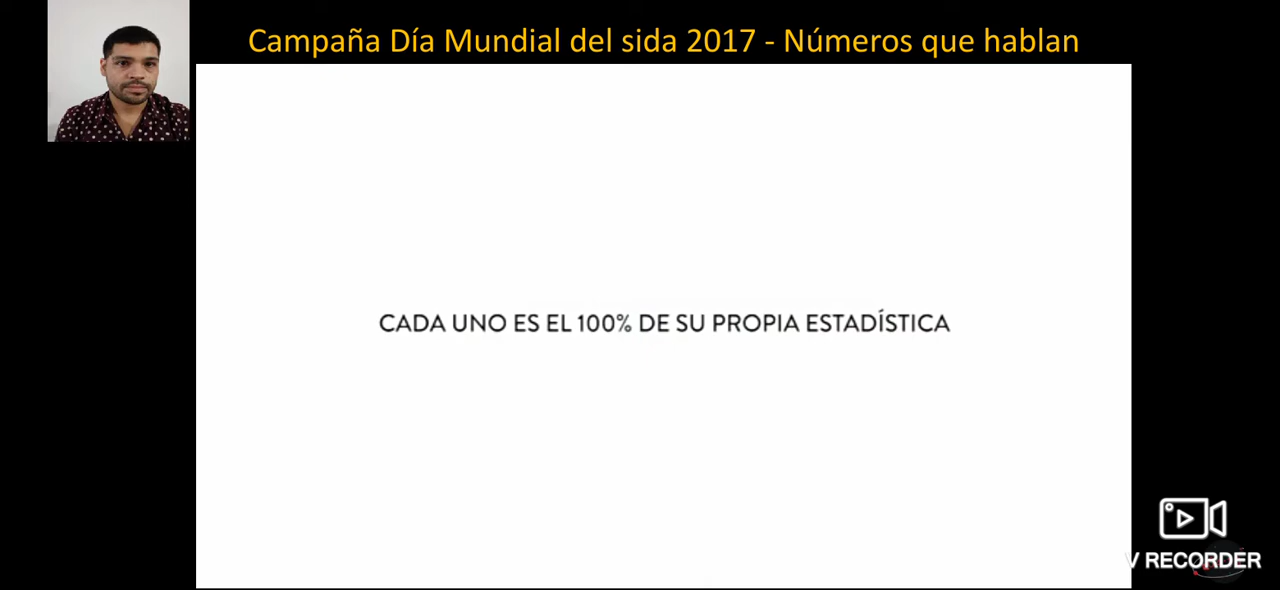 Campaña Día Mundial del sida 2017 - Números que hablan
CADA UNO ES EL 100% DE SU PROPIA ESTADÍSTICA
V RECORDER